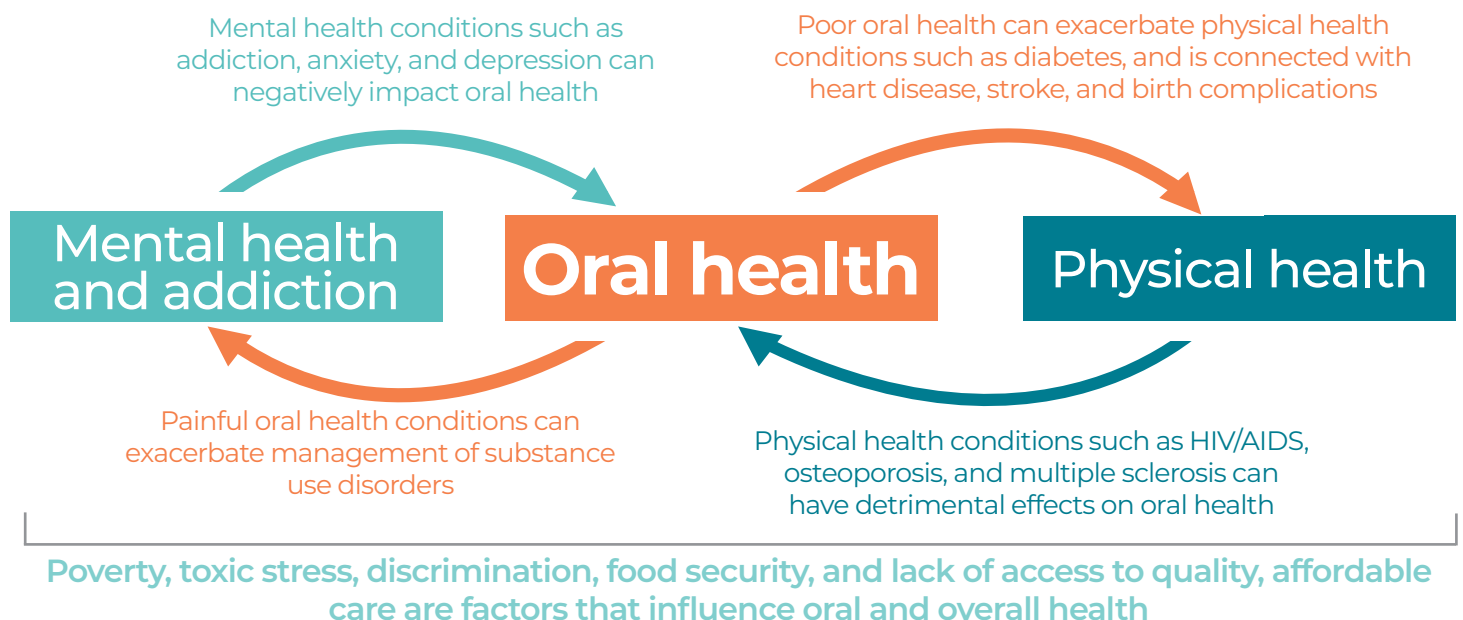 Mental health conditions such as
addiction, anxiety, and depression can
negatively impact oral health
Poor oral health can exacerbate physical health
conditions such as diabetes, and is connected with
heart disease, stroke, and birth complications
Mental health
and addiction
Oral health
Physical health
Painful oral health conditions can
exacerbate management of substance
use disorders
Physical health conditions such as HIV/AIDS,
osteoporosis, and multiple sclerosis can
have detrimental effects on oral health
Poverty, toxic stress, discrimination, food security, and lack of access to quality, affordable
care are factors that influence oral and overall health